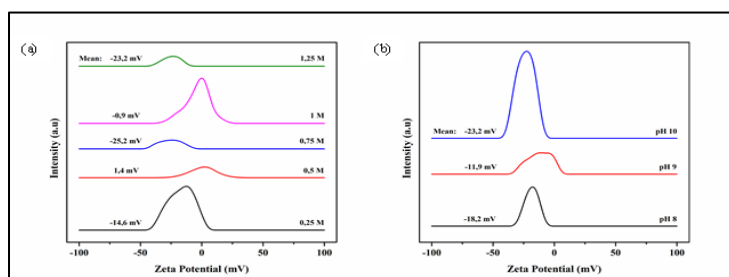 (a)
Mean: -23,2 mV 1,25 M
-0,9 mV 1 M
-25,2 mV 0,75 M
1,4 mV 0,5 M
-14,6 mV 0,25 M
Intensity (a.u)
-100 -50 0 50 100
Zeta Potential (mV)
(b)
Mean: -23,2 mV pH 10
-11,9 mV pH 9
-18,2 mV pH 8
Intensity (a.u)
-100 -50 0 50 100
Zeta Potential (mV)